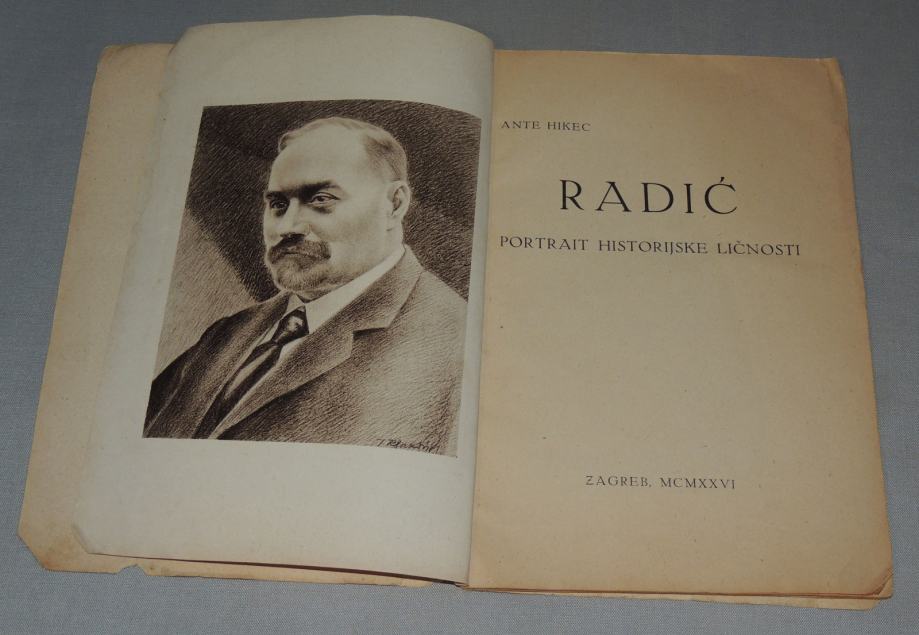 ANTE HIKEC
RADIĆ
PORTRAIT HISTORIJSKE LIČNOSTI
ZAGREB, MCMXXVI